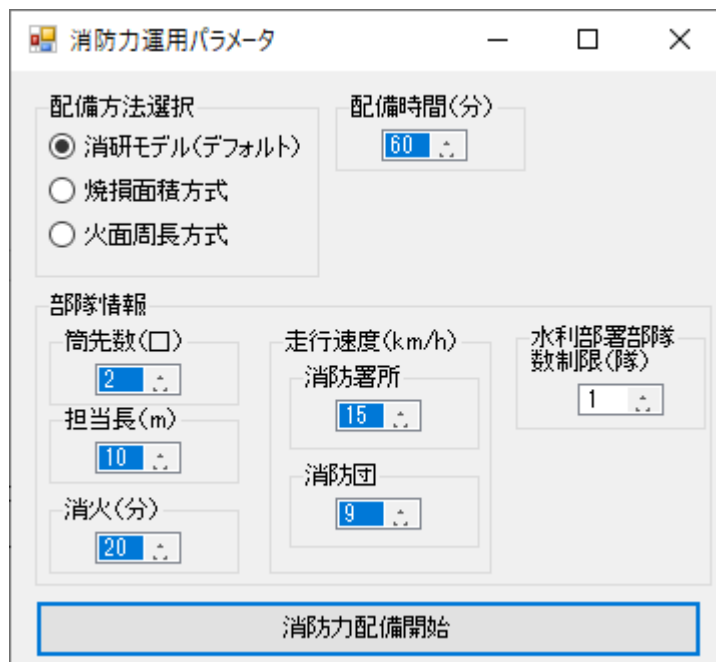 消防力運用パラメータ
配備方法選択
消研モデル(デフォルト)
焼損面積方式
火面周長方式
配備時間(分)
60
部隊情報
筒先数(口)
2
担当長(m)
10
消火(分)
20
走行速度(km/h)
消防署所
15
消防団
9
水利部署部隊
数制限(隊)
1
消防力配備開始